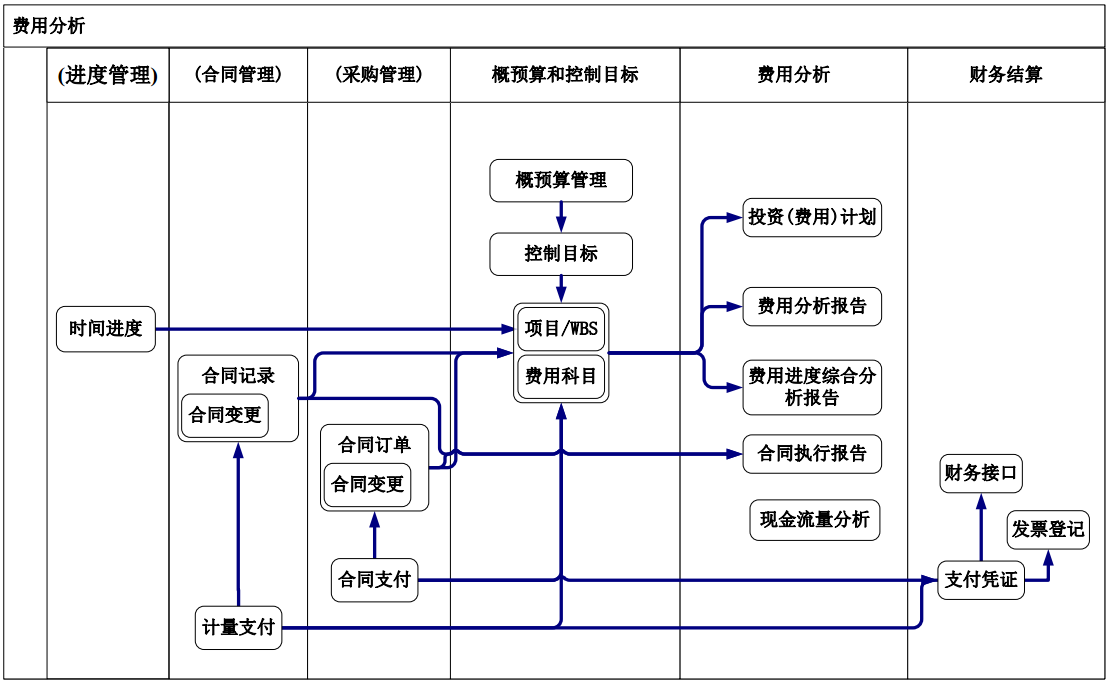 费用分析
(进度管理)
(合同管理)
(采购管理)
概预算和控制目标
费用分析
财务结算
概预算管理
控制目标
时间进度
项目/WBS
费用科目
合同记录
合同变更
合同订单
合同变更
合同支付
计量支付
投资(费用)计划
费用分析报告
费用进度综合分
析报告
合同执行报告
现金流量分析
财务接口
发票登记
支付凭证